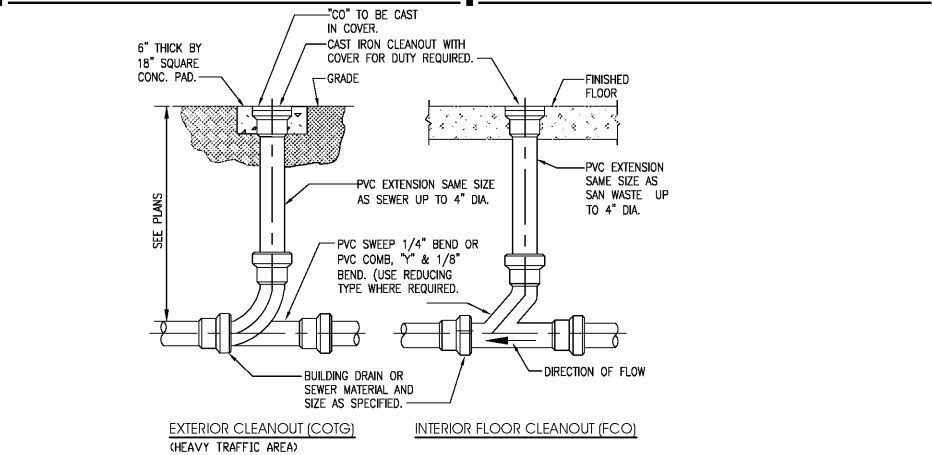 "CO" TO BE CAST
IN COVER.
6" THICK BY
18" SQUARE
CONC. PAD.
CAST IRON CLEANOUT WITH
COVER FOR DUTY REQUIRED.
GRADE
FINISHED
FLOOR
SEE PLANS
PVC EXTENSION SAME SIZE
AS SEWER UP TO 4" DIA.
PVC EXTENSION
SAME SIZE AS
SAN WASTE UP
TO 4" DIA.
PVC SWEEP 1/4" BEND OR
PVC COMB, "Y" & 1/8"
BEND. (USE REDUCING
TYPE WHERE REQUIRED.
BUILDING DRAIN OR
SEWER MATERIAL AND
SIZE AS SPECIFIED.
DIRECTION OF FLOW
EXTERIOR CLEANOUT (COTG)
(HEAVY TRAFFIC AREA)
INTERIOR FLOOR CLEANOUT (FCO)